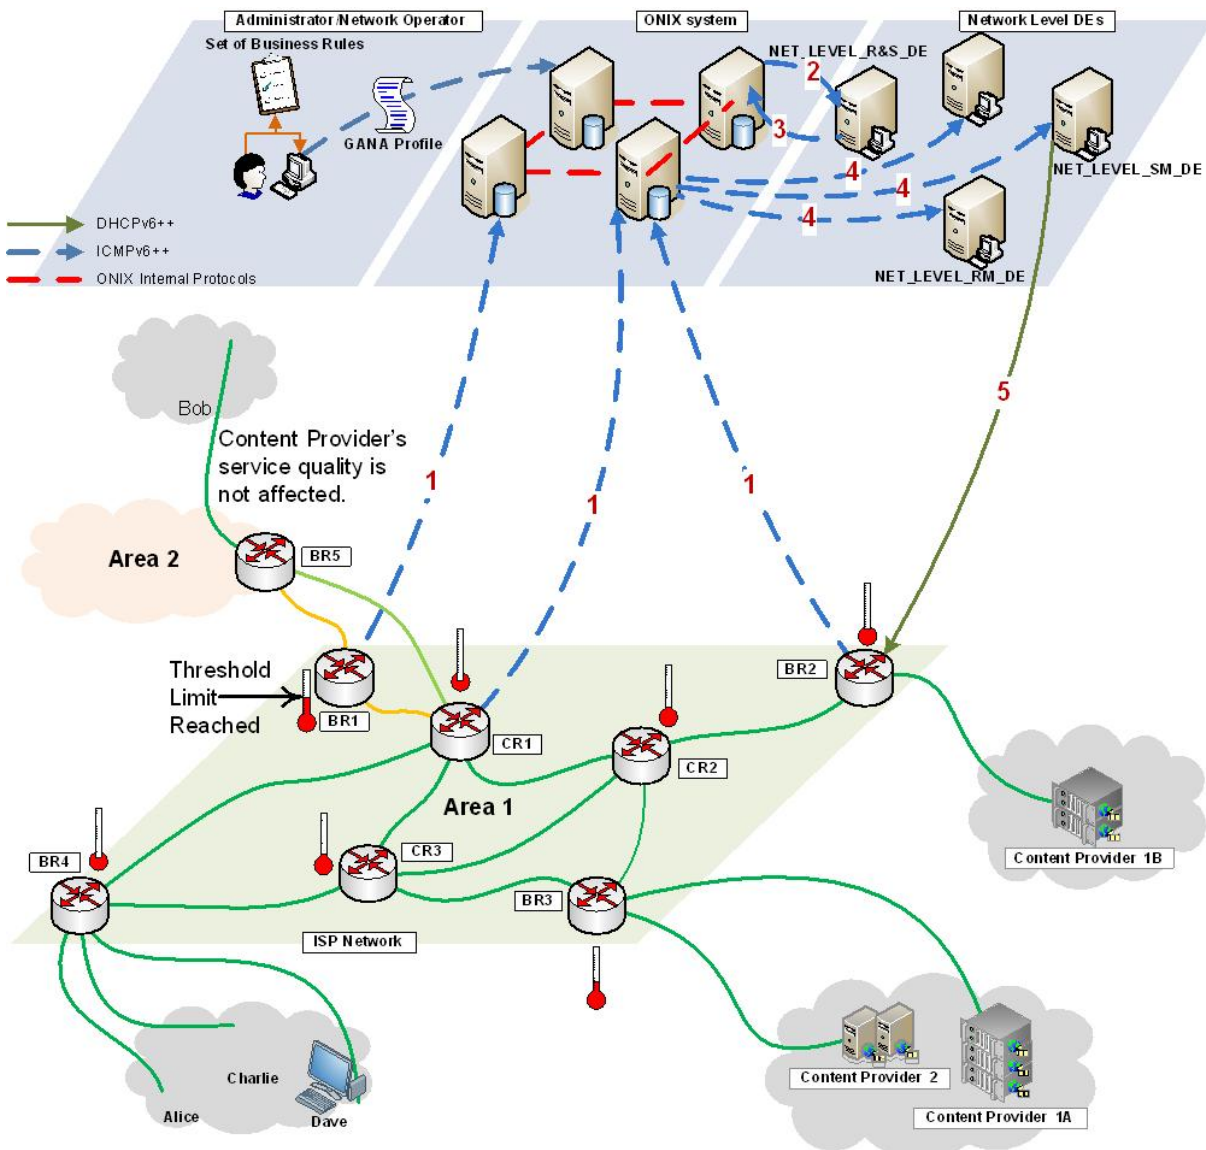 Administrator/Network Operator
ONIX system
Network Level DEs
Set of Business Rules
GANA Profile
NET_LEVEL_R&S_DE
2
3
4
4
4
NET_LEVEL_SM_DE
NET_LEVEL_RM_DE
DHCPv6++
ICMPv6++
ONIX Internal Protocols
Bob
Content Provider's
service quality is
not affected.
1
1
1
5
Area 2
BR5
Threshold
Limit
Reached
BR1
CR1
BR2
CR2
Area 1
CR3
BR4
BR3
ISP Network
Content Provider 1B
Charlie
Alice
Dave
Content Provider 2
Content Provider 1A